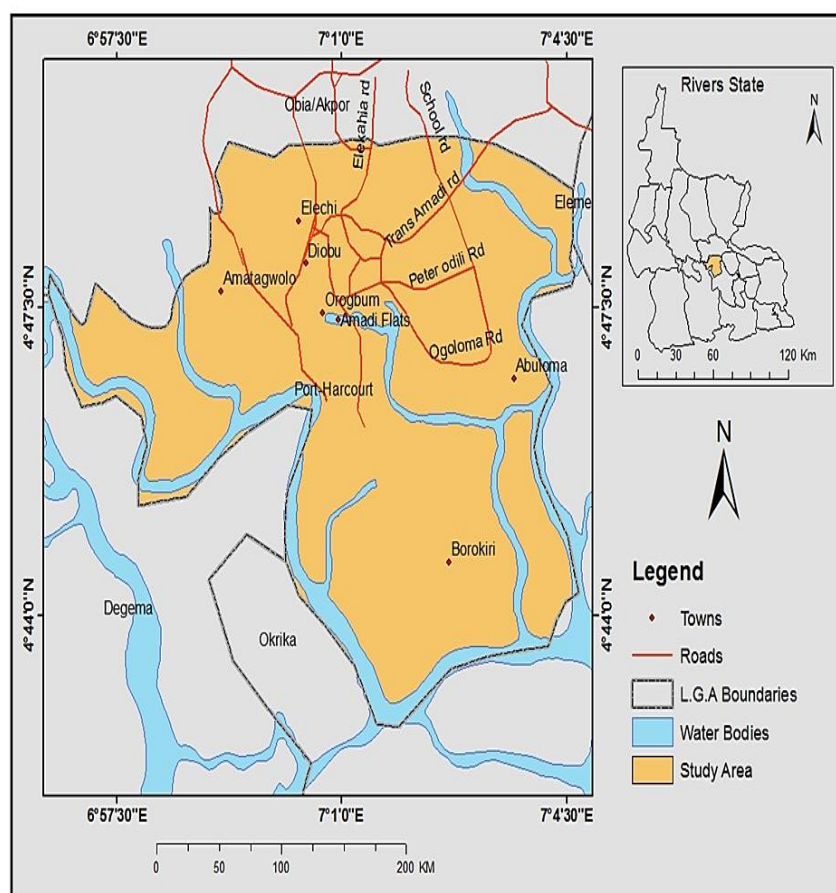 6°57'30"E 7°1'0"E 7°4'30"E
Rivers State
N
0 30 60 120 Km
Obia/Akpor
Elekahia rd
School rd
Trans Amadi rd
Elechi
Eleme
Diobu
Peter odili Rd
Amatagwolo
4°47'30"N
4°47'30"N
Orogbum
Amadi Flats
Ogoloma Rd
Abuloma
Port-Harcourt
N
Borokiri
Legend
Towns
Roads
L.G.A Boundaries
Water Bodies
Study Area
Degema
4°44'0"N
4°44'0"N
Okrika
6°57'30"E 7°1'0"E 7°4'30"E
0 50 100 200 KM